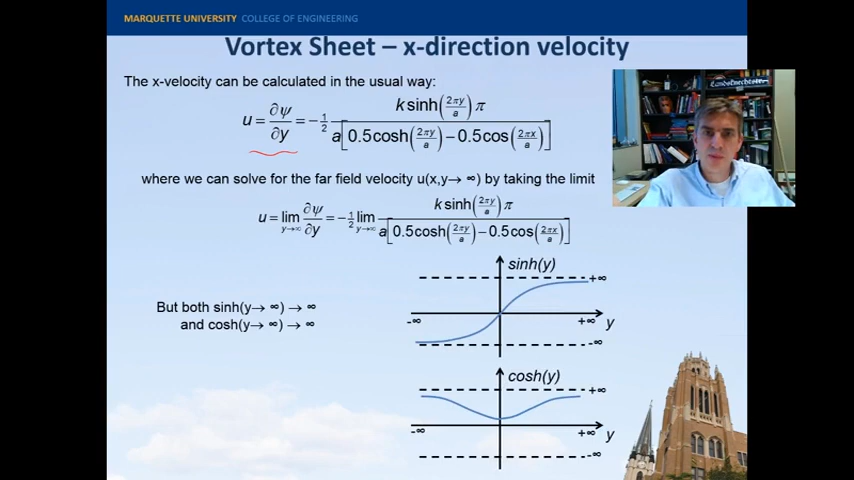 MARQUETTE UNIVERSITY COLLEGE OF ENGINEERING
Vortex Sheet – x-direction velocity
The x-velocity can be calculated in the usual way:
u = ∂ψ/∂y = −1/2 k sinh(2πy/a) π / a[0.5cosh(2πy/a) − 0.5cos(2πx/a)]
where we can solve for the far field velocity u(x,y→ ∞) by taking the limit
u = lim y→∞ ∂ψ/∂y = −1/2 lim y→∞ k sinh(2πy/a) π / a[0.5cosh(2πy/a) − 0.5cos(2πx/a)]
sinh(y)
+∞
But both sinh(y→ ∞) → ∞
and cosh(y→ ∞) → ∞
-∞ +∞ y
-∞
cosh(y)
+∞
-∞ +∞ y
-∞
Landsknechte